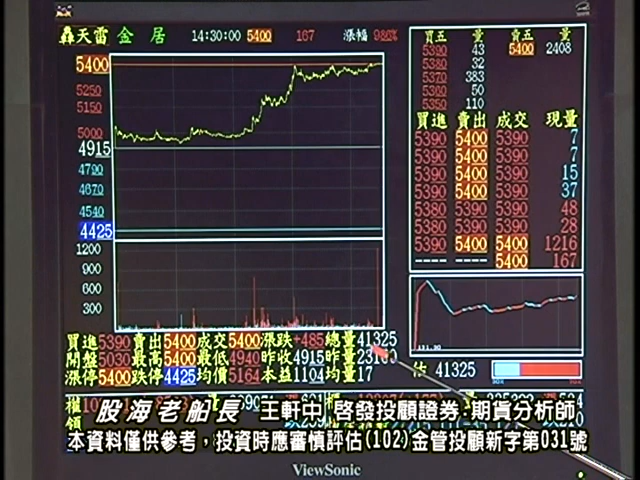 轟天雷 金居 14:30:00 5400 167 漲幅 986%
買五 量 賣五 量
5390 43 5400 2408
5380 32
5370 383
5360 50
5350 110
5400
5250
5150
5000
4915
4790
4670
4540
4425
1200
900
600
300
買進 賣出 成交 現量
5390 5400 5390 7
5390 5400 5390 7
5390 5400 5390 15
5390 5400 5390 37
5380 5390 5390 48
5380 5390 5390 28
5390 5400 5400 1216
---- ---- 5400 167
買進5390賣出5400成交5400漲跌+485總量41325
開盤5030最高5400最低4940昨收4915昨量
漲停5400跌停4425均價5164本益1104均量17
估 41325
股海老船長 王軒中 啓發投顧證券.期貨分析師
本資料僅供參考，投資時應審慎評估(102)金管投顧新字第031號
ViewSonic